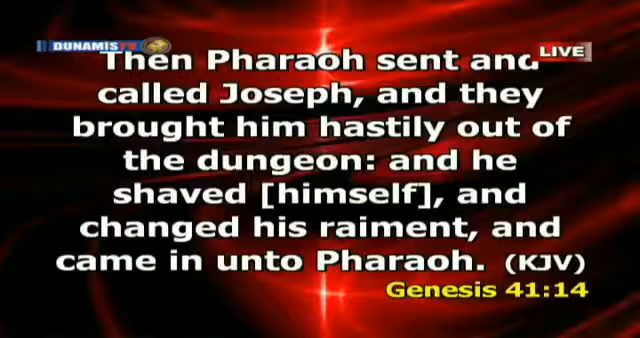 DUNAMIS TV
LIVE
Then Pharaoh sent and
called Joseph, and they
brought him hastily out of
the dungeon: and he
shaved [himself], and
changed his raiment, and
came in unto Pharaoh. (KJV)
Genesis 41:14